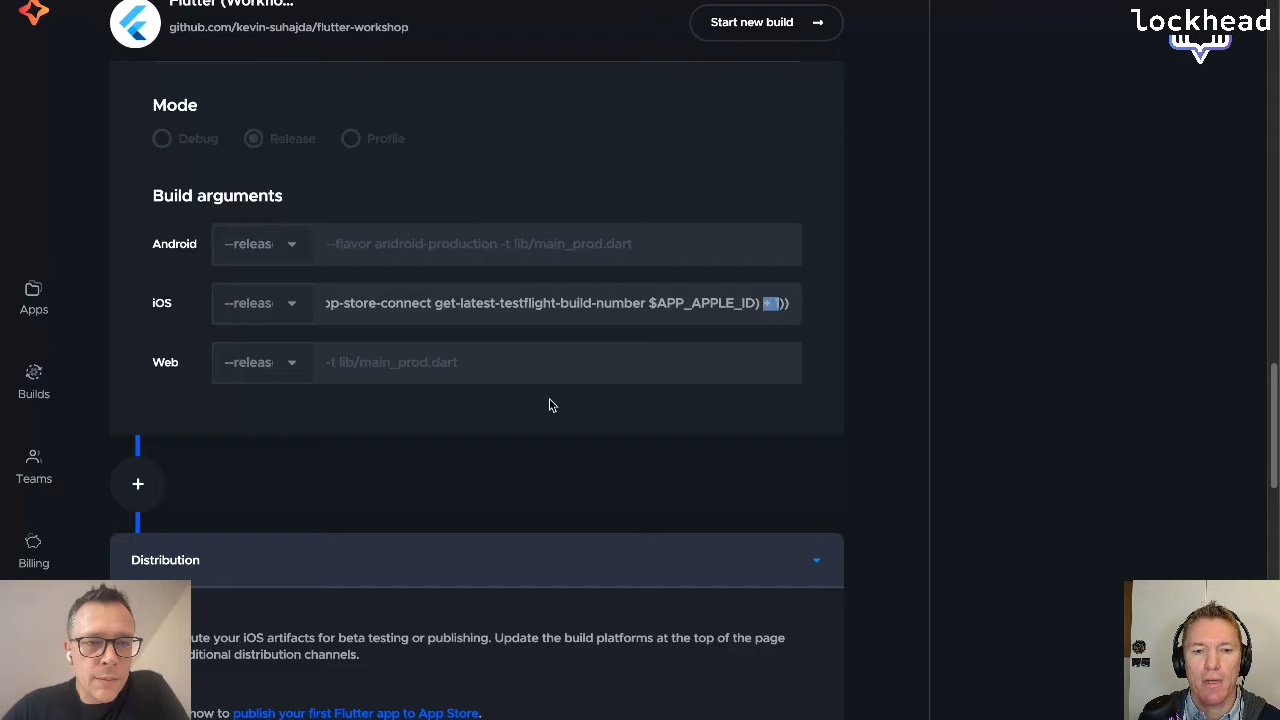 Flutter (Workflo...
github.com/kevin-suhajda/flutter-workshop
Start new build
lockhead
Mode
Debug
Release
Profile
Build arguments
Android
--releas
--flavor android-production -t lib/main_prod.dart
iOS
--releas
pp-store-connect get-latest-testflight-build-number $APP_APPLE_ID) + 1))
Web
--releas
-t lib/main_prod.dart
Apps
Builds
Teams
Billing
Distribution
ute your iOS artifacts for beta testing or publishing. Update the build platforms at the top of the page
ditional distribution channels.
now to publish your first Flutter app to App Store.